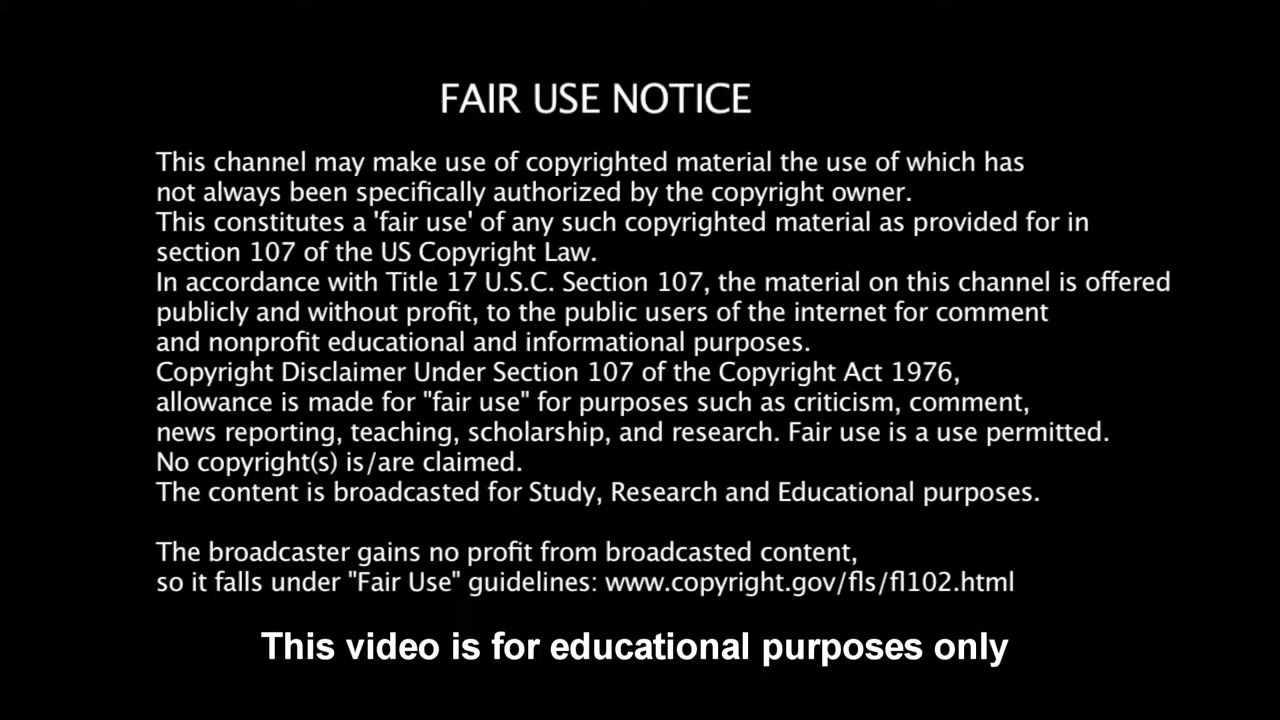 FAIR USE NOTICE
This channel may make use of copyrighted material the use of which has
not always been specifically authorized by the copyright owner.
This constitutes a 'fair use' of any such copyrighted material as provided for in
section 107 of the US Copyright Law.
In accordance with Title 17 U.S.C. Section 107, the material on this channel is offered
publicly and without profit, to the public users of the internet for comment
and nonprofit educational and informational purposes.
Copyright Disclaimer Under Section 107 of the Copyright Act 1976,
allowance is made for "fair use" for purposes such as criticism, comment,
news reporting, teaching, scholarship, and research. Fair use is a use permitted.
No copyright(s) is/are claimed.
The content is broadcasted for Study, Research and Educational purposes.
The broadcaster gains no profit from broadcasted content,
so it falls under "Fair Use" guidelines: www.copyright.gov/fls/fl102.html
This video is for educational purposes only